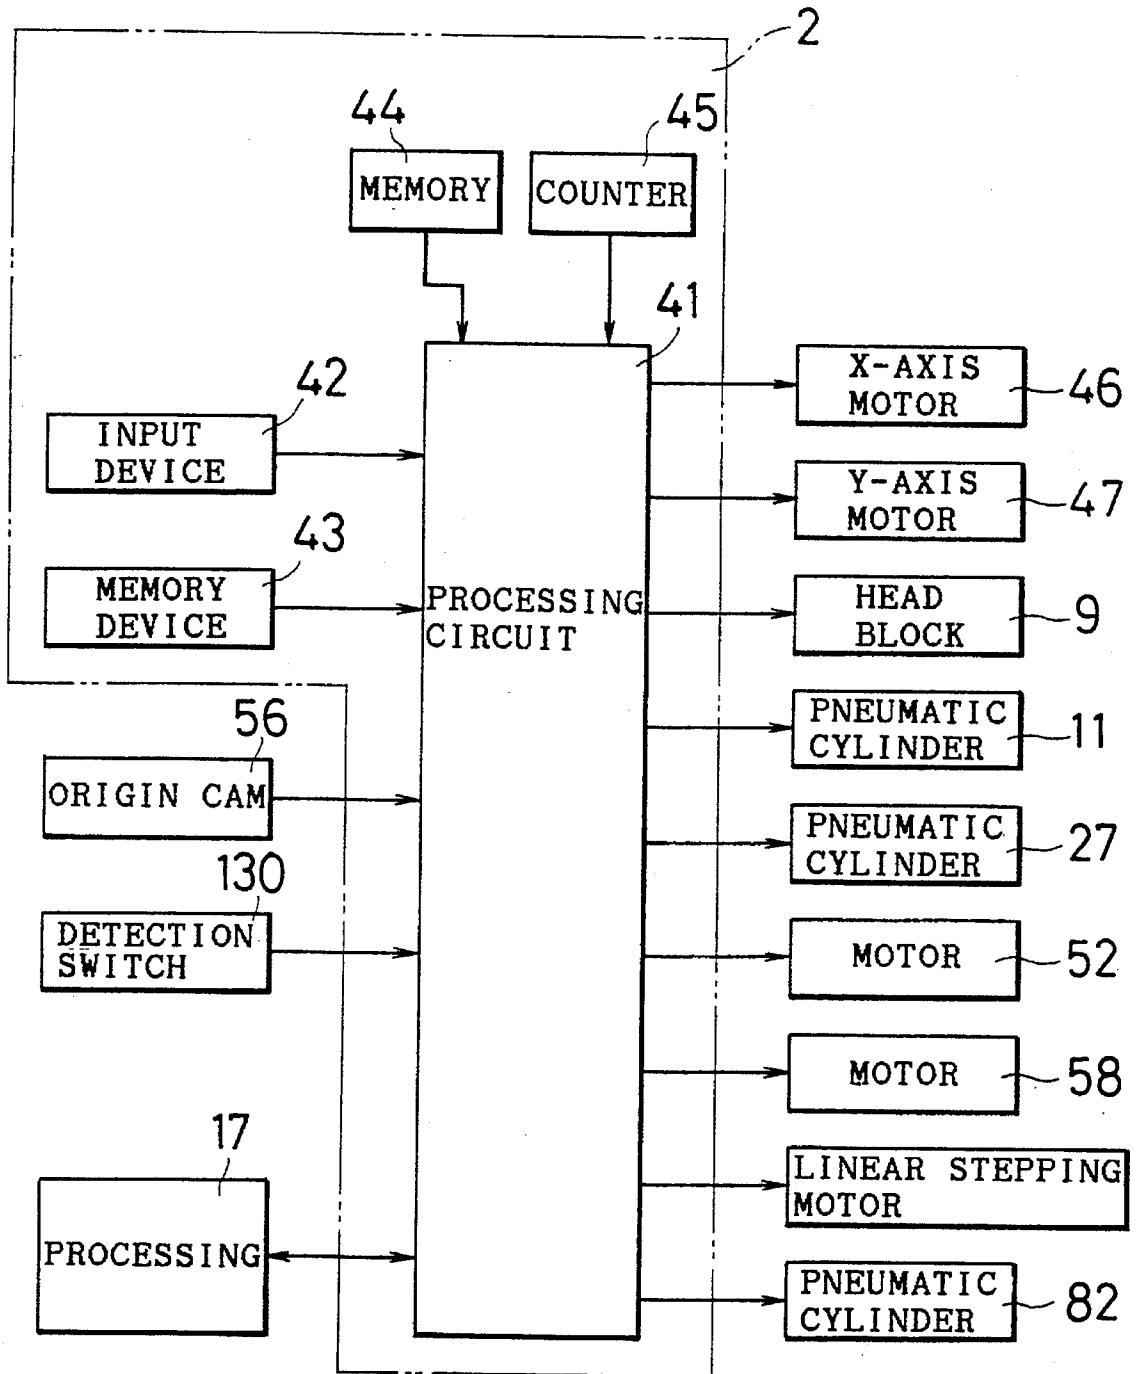 2
44
45
MEMORY
COUNTER
41
X-AXIS
MOTOR
46
42
INPUT
DEVICE
Y-AXIS
MOTOR
47
43
MEMORY
DEVICE
PROCESSING
CIRCUIT
HEAD
BLOCK
9
56
ORIGIN CAM
PNEUMATIC
CYLINDER
11
PNEUMATIC
CYLINDER
27
130
DETECTION
SWITCH
MOTOR
52
MOTOR
58
17
PROCESSING
LINEAR STEPPING
MOTOR
PNEUMATIC
CYLINDER
82